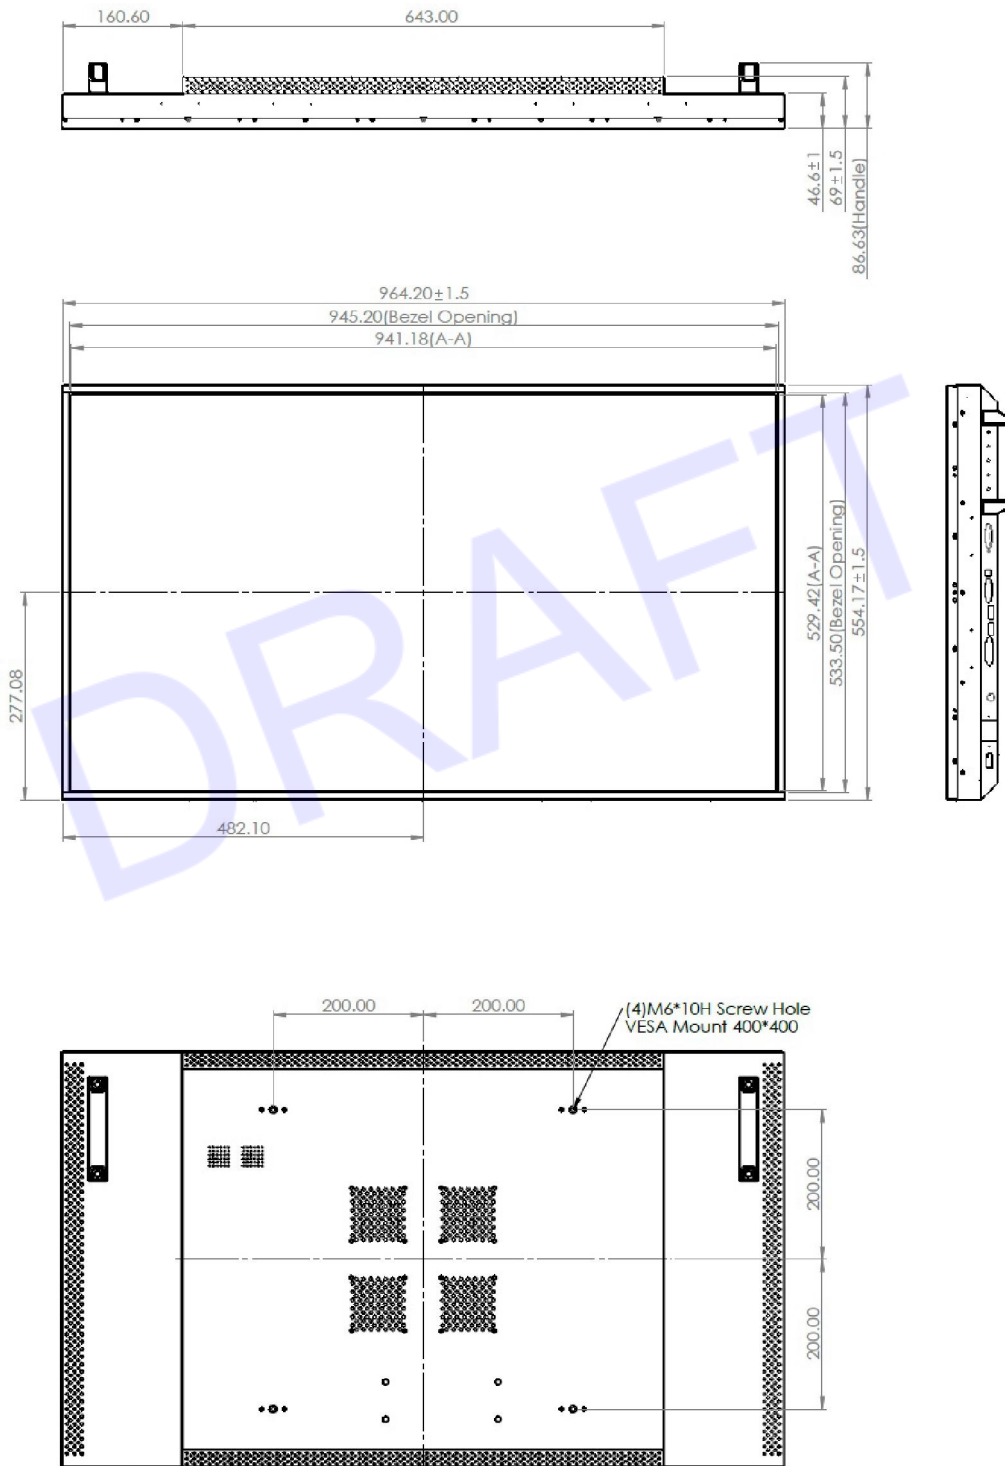 160.60
643.00
46.6±1
69±1.5
86.63(Handle)
964.20±1.5
945.20(Bezel Opening)
941.18(A-A)
529.42(A-A)
533.50(Bezel Opening)
554.17±1.5
277.08
482.10
DRAFT
200.00
200.00
(4)M6*10H Screw Hole
VESA Mount 400*400
200.00
200.00